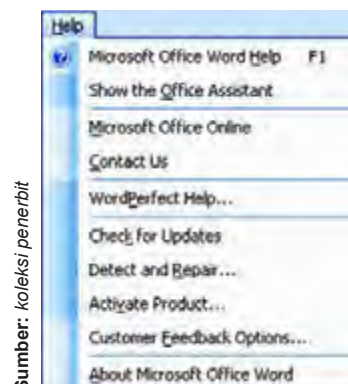 Help
Microsoft Office Word Help F1
Show the Office Assistant
Microsoft Office Online
Contact Us
WordPerfect Help...
Check for Updates
Detect and Repair...
Activate Product...
Customer Feedback Options...
About Microsoft Office Word
Sumber: koleksi penerbit